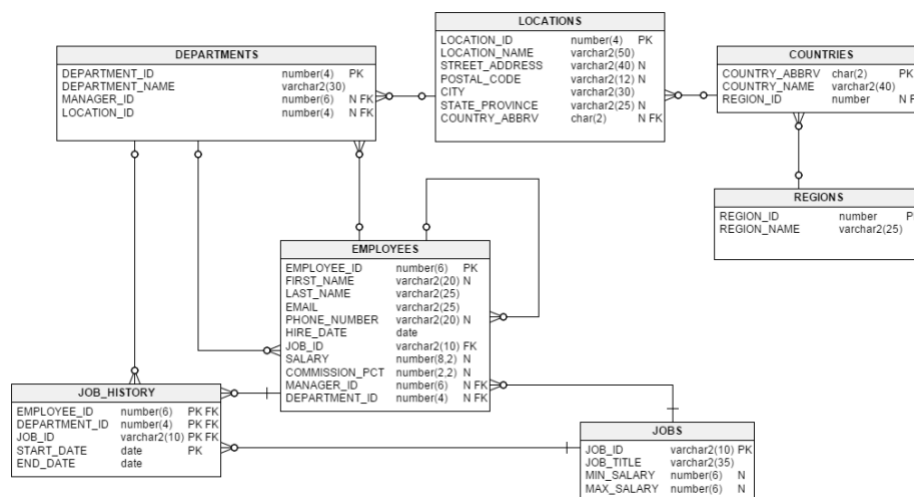 LOCATIONS
LOCATION_ID number(4) PK
LOCATION_NAME varchar2(50)
STREET_ADDRESS varchar2(40) N
POSTAL_CODE varchar2(12) N
CITY varchar2(30)
STATE_PROVINCE varchar2(25) N
COUNTRY_ABBRV char(2) N FK
DEPARTMENTS
DEPARTMENT_ID number(4) PK
DEPARTMENT_NAME varchar2(30)
MANAGER_ID number(6) N FK
LOCATION_ID number(4) N FK
COUNTRIES
COUNTRY_ABBRV char(2) PK
COUNTRY_NAME varchar2(40)
REGION_ID number N FK
REGIONS
REGION_ID number P
REGION_NAME varchar2(25)
EMPLOYEES
EMPLOYEE_ID number(6) PK
FIRST_NAME varchar2(20) N
LAST_NAME varchar2(25)
EMAIL varchar2(25)
PHONE_NUMBER varchar2(20) N
HIRE_DATE date
JOB_ID varchar2(10) FK
SALARY number(8,2) N
COMMISSION_PCT number(2,2) N
MANAGER_ID number(6) N FK
DEPARTMENT_ID number(4) N FK
JOB_HISTORY
EMPLOYEE_ID number(6) PK FK
DEPARTMENT_ID number(4) PK FK
JOB_ID varchar2(10) PK FK
START_DATE date PK
END_DATE date
JOBS
JOB_ID varchar2(10) PK
JOB_TITLE varchar2(35)
MIN_SALARY number(6) N
MAX_SALARY number(6) N